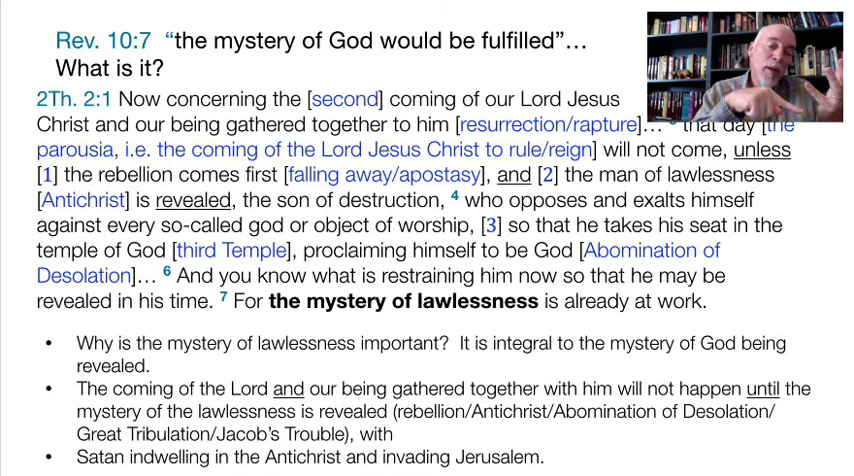 Rev. 10:7 “the mystery of God would be fulfilled”…
What is it?
2Th. 2:1 Now concerning the [second] coming of our Lord Jesus
Christ and our being gathered together to him [resurrection/rapture]… 3 that day [the
parousia, i.e. the coming of the Lord Jesus Christ to rule/reign] will not come, unless
[1] the rebellion comes first [falling away/apostasy], and [2] the man of lawlessness
[Antichrist] is revealed, the son of destruction, 4 who opposes and exalts himself
against every so-called god or object of worship, [3] so that he takes his seat in the
temple of God [third Temple], proclaiming himself to be God [Abomination of
Desolation]… 6 And you know what is restraining him now so that he may be
revealed in his time. 7 For the mystery of lawlessness is already at work.
• Why is the mystery of lawlessness important? It is integral to the mystery of God being
revealed.
• The coming of the Lord and our being gathered together with him will not happen until the
mystery of the lawlessness is revealed (rebellion/Antichrist/Abomination of Desolation/
Great Tribulation/Jacob’s Trouble), with
• Satan indwelling in the Antichrist and invading Jerusalem.